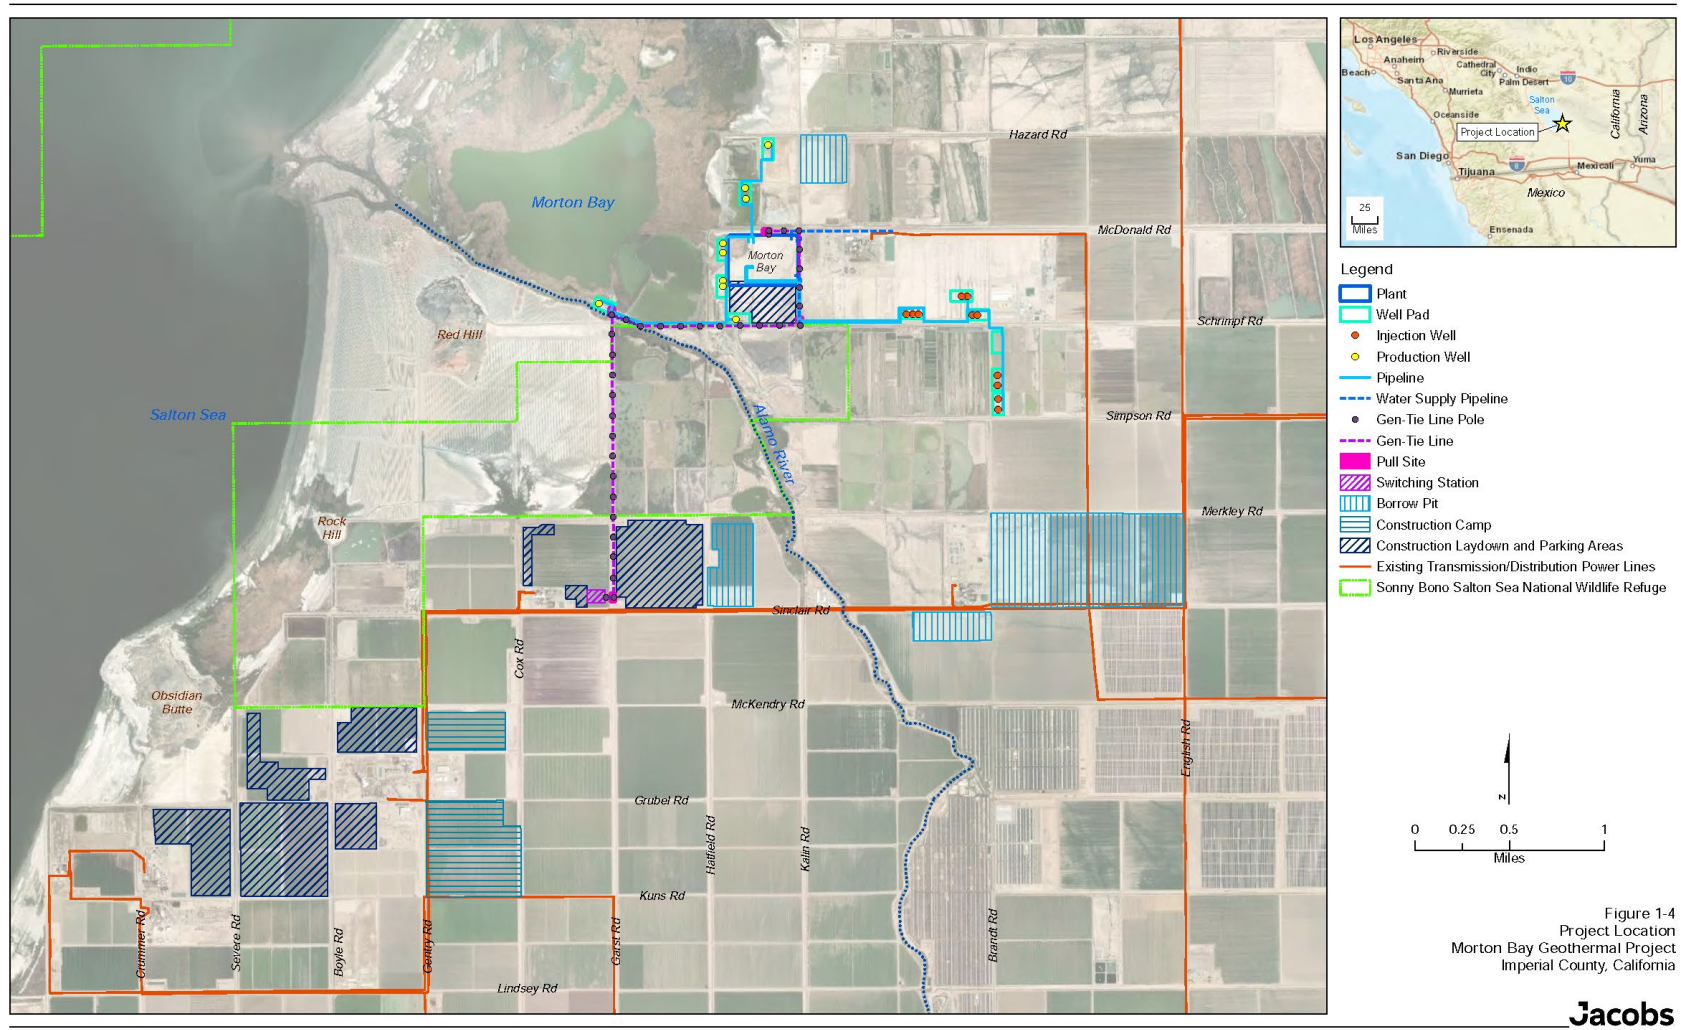 Hazard Rd
Morton Bay
McDonald Rd
Morton
Bay
Schrimpf Rd
Red Hill
Salton Sea
Simpson Rd
Alamo River
Merkley Rd
Rock
Hill
Sinclair Rd
Cox Rd
Obsidian
Butte
McKendry Rd
English Rd
Grubel Rd
Hatfield Rd
Kalin Rd
Kuns Rd
Crummer Rd
Severe Rd
Boyle Rd
Gentry Rd
Garst Rd
Brandt Rd
Lindsey Rd
Los Angeles
Riverside
Anaheim
Cathedral
City
Indio
Palm Desert
10
Beach
Santa Ana
Murrieta
Salton
Sea
California
Arizona
Oceanside
Project Location
San Diego
8
Mexicali
Yuma
Tijuana
Mexico
25
Miles
Ensenada
Legend
Plant
Well Pad
Injection Well
Production Well
Pipeline
Water Supply Pipeline
Gen-Tie Line Pole
Gen-Tie Line
Pull Site
Switching Station
Borrow Pit
Construction Camp
Construction Laydown and Parking Areas
Existing Transmission/Distribution Power Lines
Sonny Bono Salton Sea National Wildlife Refuge
N
0 0.25 0.5 1
Miles
Figure 1-4
Project Location
Morton Bay Geothermal Project
Imperial County, California
Jacobs